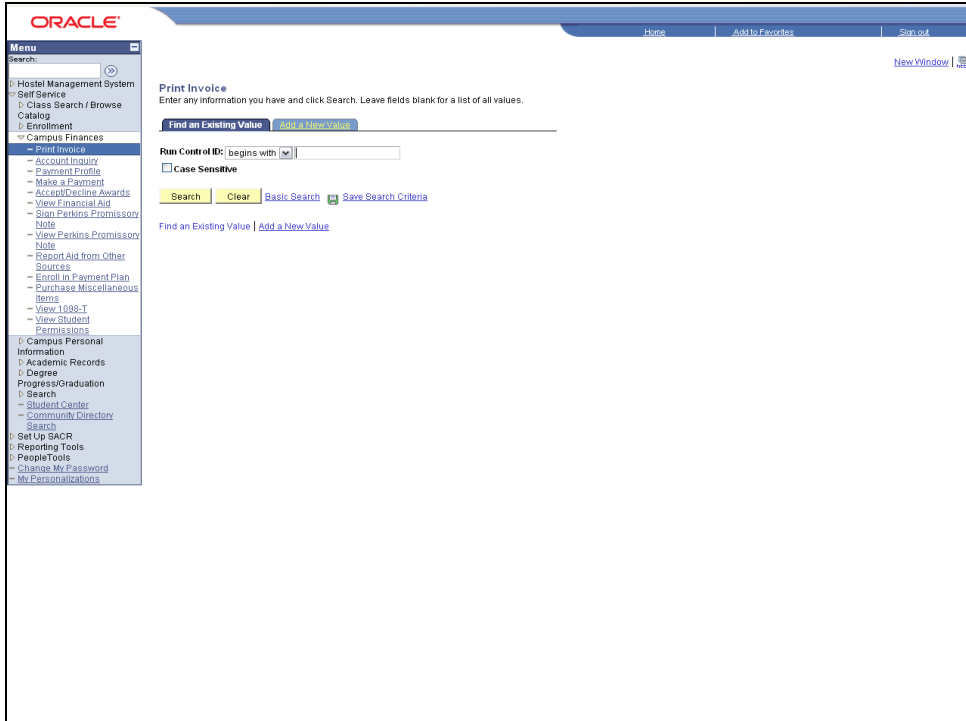 ORACLE'
Home
Add to Favorites
Sign out
Menu
Search:
New Window
Print Invoice
Enter any information you have and click Search. Leave fields blank for a list of all values.
Find an Existing Value
Add a New Value
Run Control ID:
begins with
Case Sensitive
Search
Clear
Basic Search
Save Search Criteria
Find an Existing Value | Add a New Value
Hostel Management System
Self Service
Class Search / Browse
Catalog
Enrollment
Campus Finances
Print Invoice
Account Inquiry
Payment Profile
Make a Payment
Accept/Decline Awards
View Financial Aid
Sign Perkins Promissory
Note
View Perkins Promissory
Note
Report Aid from Other
Sources
Enroll in Payment Plan
Purchase Miscellaneous
Items
View 1098-T
View Student
Permissions
Campus Personal
Information
Academic Records
Degree
Progress/Graduation
Search
Student Center
Community Directory
Search
Set Up SACR
Reporting Tools
PeopleTools
Change My Password
My Personalizations